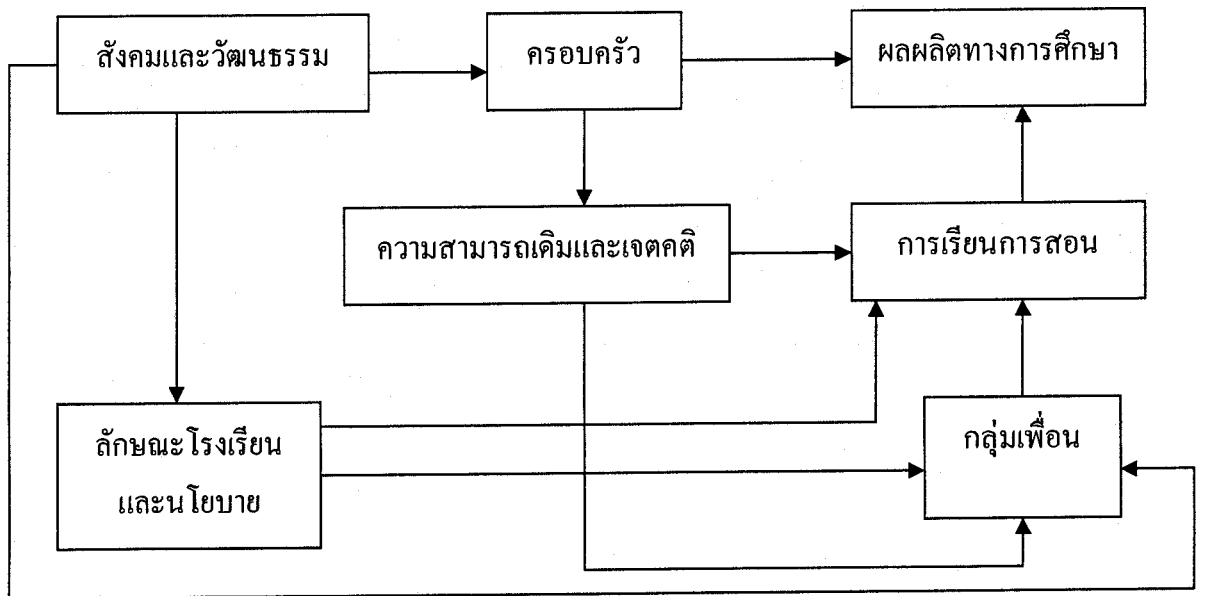 สังคมและวัฒนธรรม
ครอบครัว
ผลผลิตทางการศึกษา
ความสามารถเดิมและเจตคติ
การเรียนการสอน
ลักษณะโรงเรียน
และนโยบาย
กลุ่มเพื่อน